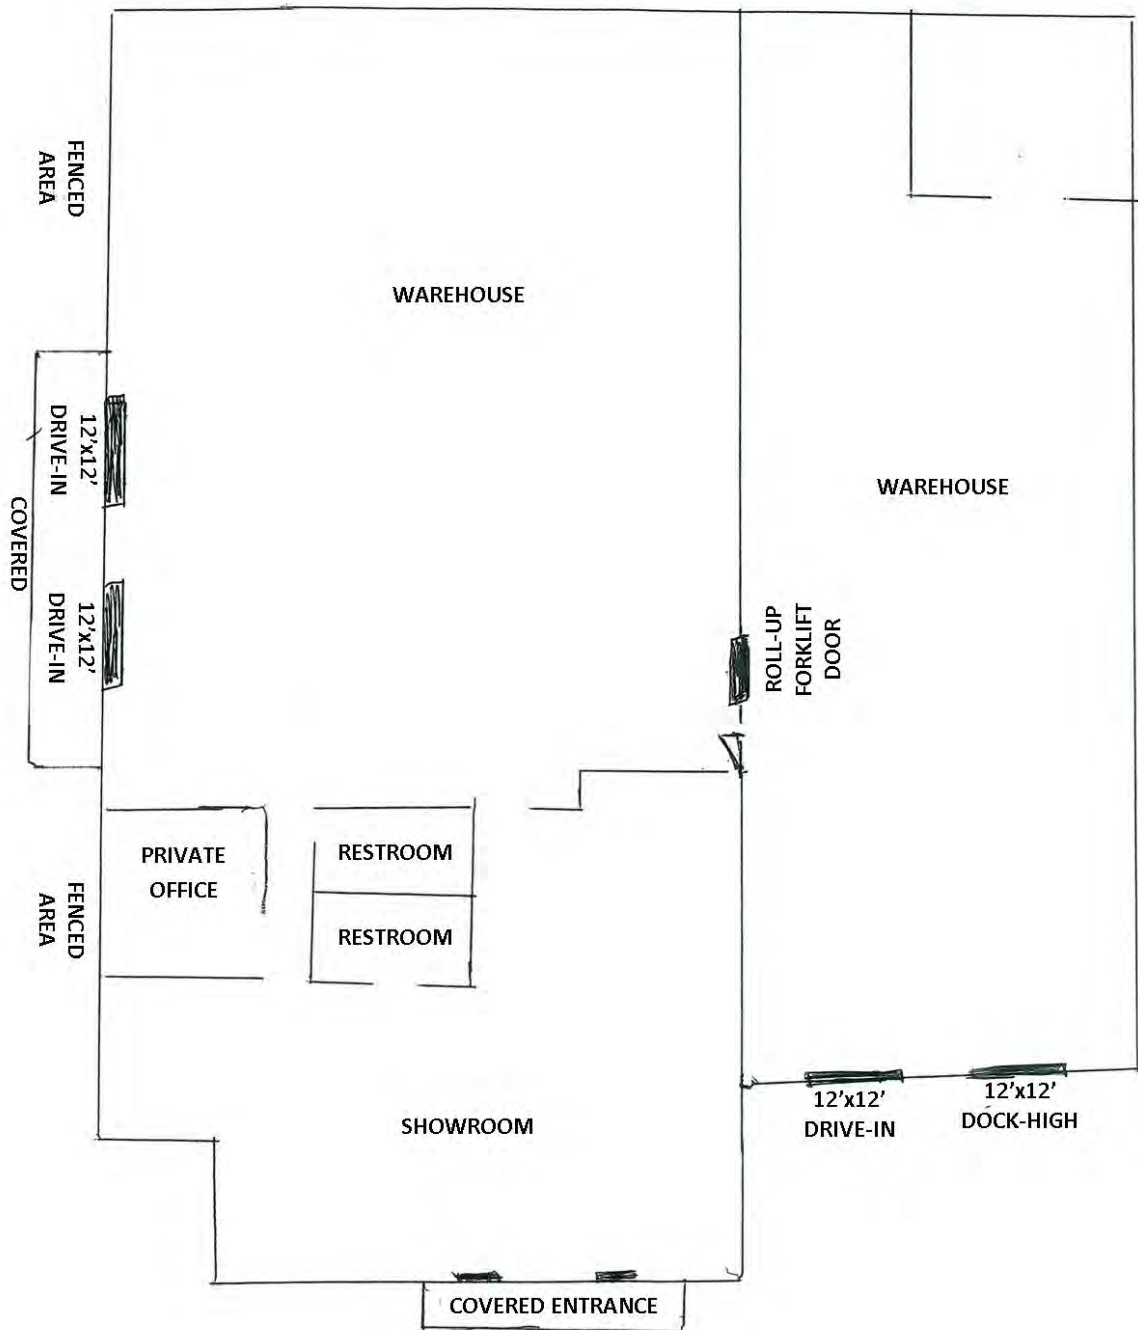 FENCED
AREA
WAREHOUSE
12'x12'
DRIVE-IN
COVERED
12'x12'
DRIVE-IN
WAREHOUSE
ROLL-UP
FORKLIFT
DOOR
PRIVATE
OFFICE
RESTROOM
RESTROOM
FENCED
AREA
SHOWROOM
12'x12'
DRIVE-IN
12'x12'
DOCK-HIGH
COVERED ENTRANCE